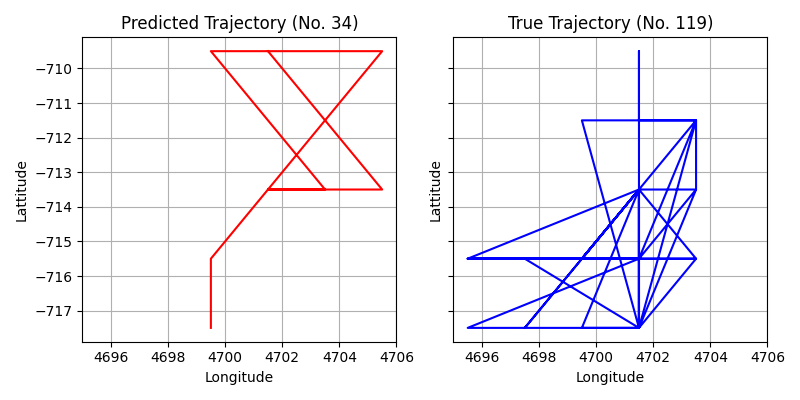 Predicted Trajectory (No. 34)
True Trajectory (No. 119)
−710
−711
−712
−713
−714
−715
−716
−717
Lattitude
Lattitude
4696 4698 4700 4702 4704 4706
4696 4698 4700 4702 4704 4706
Longitude
Longitude